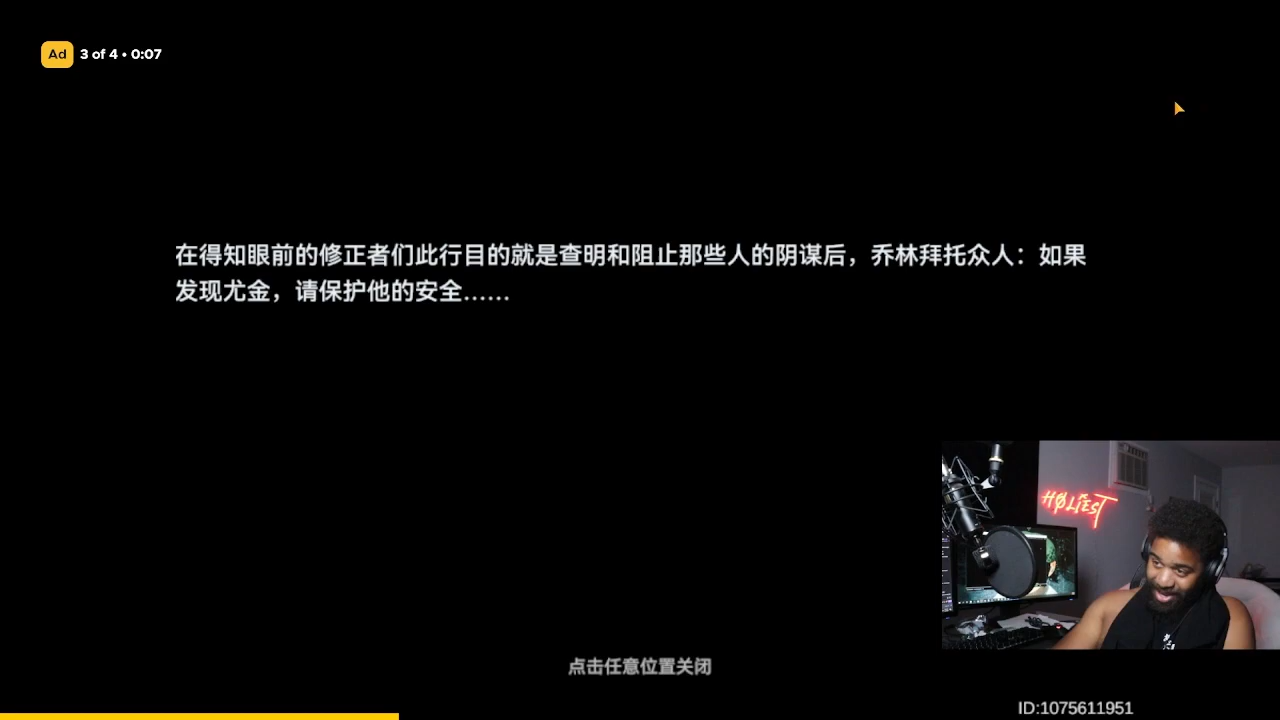 Ad 3 of 4 • 0:07
在得知眼前的修正者们此行目的就是查明和阻止那些人的阴谋后，乔林拜托众人：如果
发现尤金，请保护他的安全……
HØLIEST
点击任意位置关闭
ID:1075611951